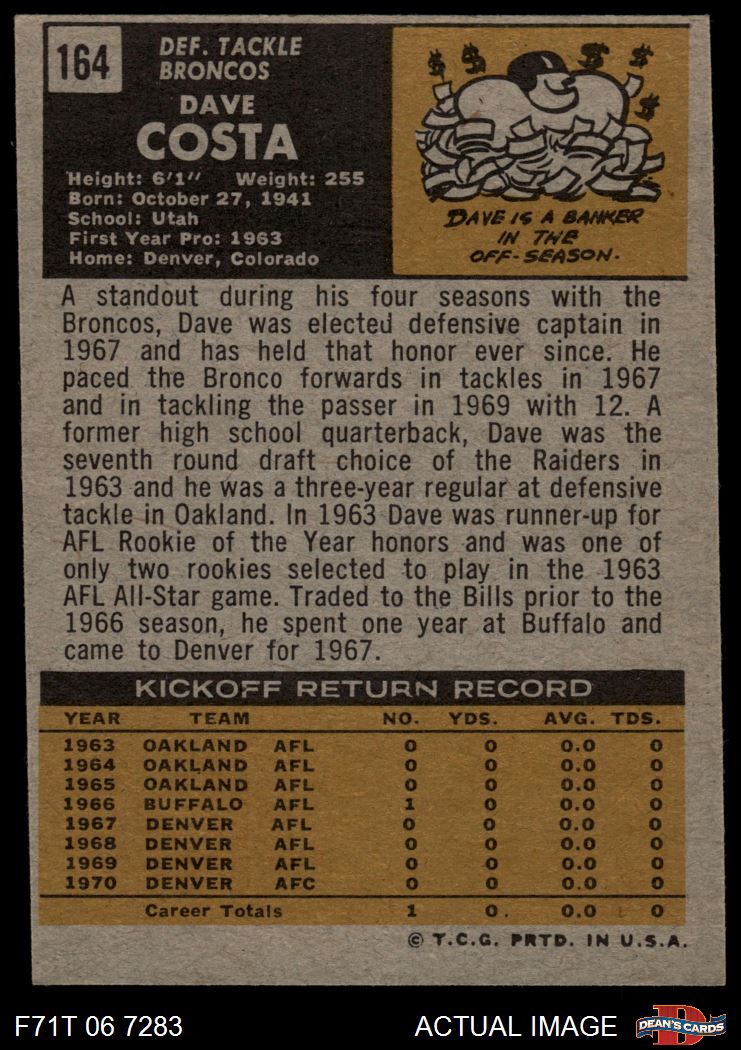 164
DEF. TACKLE
BRONCOS
DAVE
COSTA
Height: 6'1" Weight: 255
Born: October 27, 1941
School: Utah
First Year Pro: 1963
Home: Denver, Colorado
$ $ $ $ $
DAVE IS A BANKER
IN THE
OFF-SEASON.
A standout during his four seasons with the
Broncos, Dave was elected defensive captain in
1967 and has held that honor ever since. He
paced the Bronco forwards in tackles in 1967
and in tackling the passer in 1969 with 12. A
former high school quarterback, Dave was the
seventh round draft choice of the Raiders in
1963 and he was a three-year regular at defensive
tackle in Oakland. In 1963 Dave was runner-up for
AFL Rookie of the Year honors and was one of
only two rookies selected to play in the 1963
AFL All-Star game. Traded to the Bills prior to the
1966 season, he spent one year at Buffalo and
came to Denver for 1967.
KICKOFF RETURN RECORD
YEAR TEAM NO. YDS. AVG. TDS.
1963 OAKLAND AFL 0 0 0.0 0
1964 OAKLAND AFL 0 0 0.0 0
1965 OAKLAND AFL 0 0 0.0 0
1966 BUFFALO AFL 1 0 0.0 0
1967 DENVER AFL 0 0 0.0 0
1968 DENVER AFL 0 0 0.0 0
1969 DENVER AFL 0 0 0.0 0
1970 DENVER AFC 0 0 0.0 0
Career Totals 1 0 0.0 0
© T.C.G. PRTD. IN U.S.A.
F71T 06 7283 ACTUAL IMAGE D DEAN'S CARDS